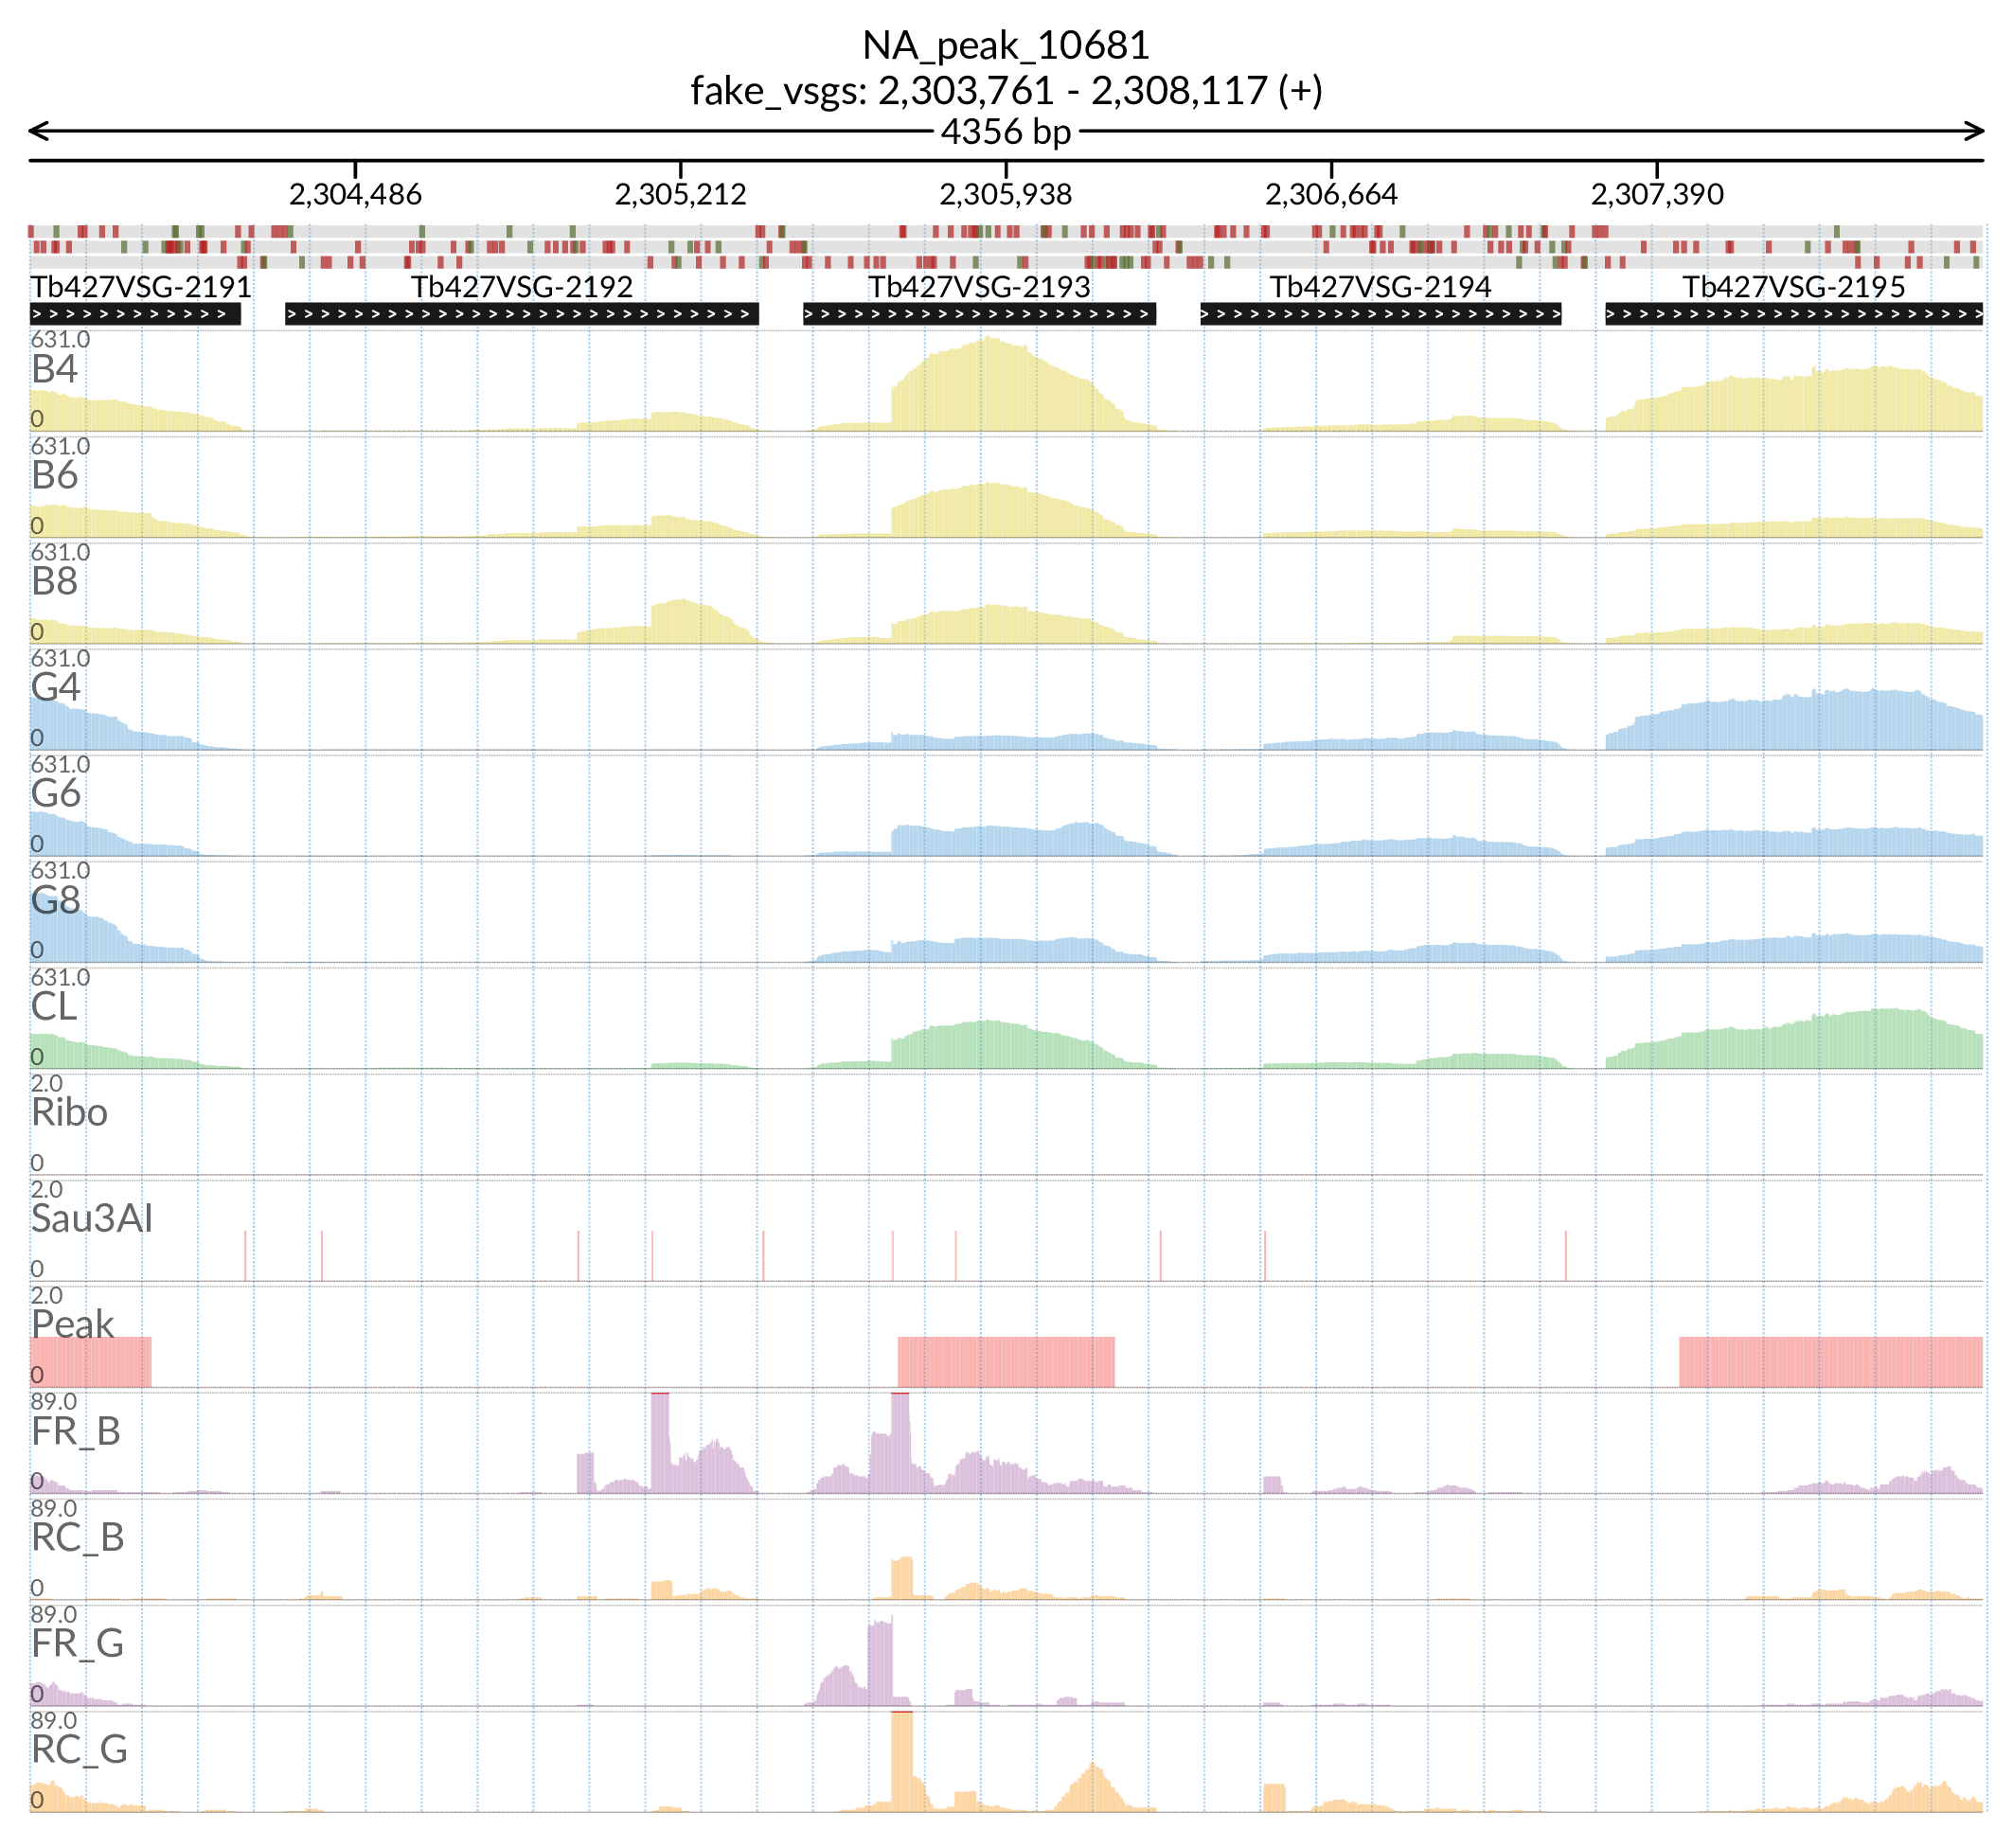 NA_peak_10681
fake_vsgs: 2,303,761 - 2,308,117 (+)
4356 bp
2,304,486 2,305,212 2,305,938 2,306,664 2,307,390
Tb427VSG-2191 Tb427VSG-2192 Tb427VSG-2193 Tb427VSG-2194 Tb427VSG-2195
631.0
B4
0
631.0
B6
0
631.0
B8
0
631.0
G4
0
631.0
G6
0
631.0
G8
0
631.0
CL
0
2.0
Ribo
0
2.0
Sau3AI
0
2.0
Peak
0
89.0
FR_B
0
89.0
RC_B
0
89.0
FR_G
0
89.0
RC_G
0